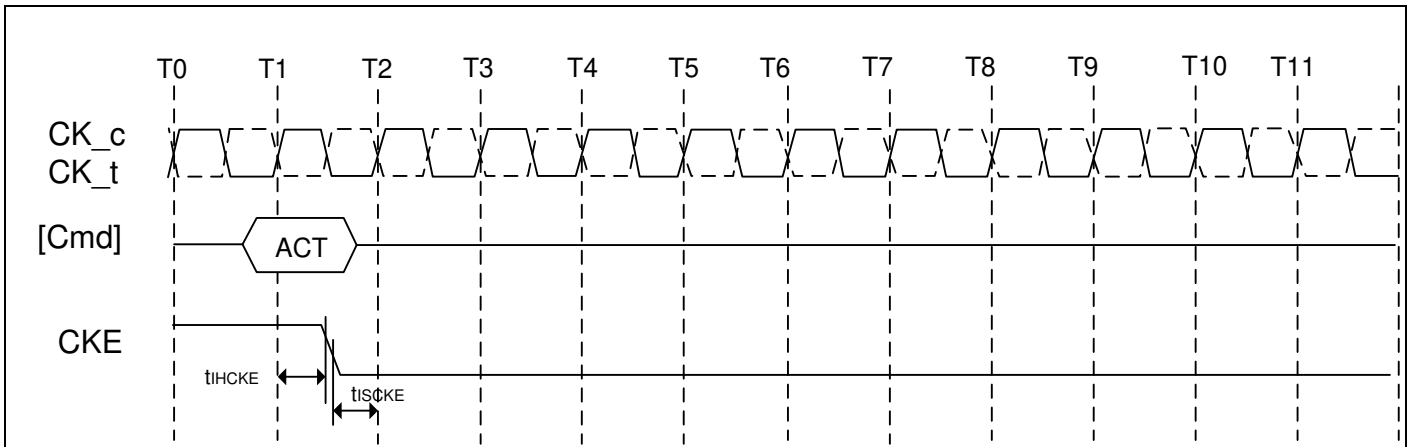 T0 T1 T2 T3 T4 T5 T6 T7 T8 T9 T10 T11
CK_c
CK_t
[Cmd] ACT
CKE
tIHCKE
tISCKE